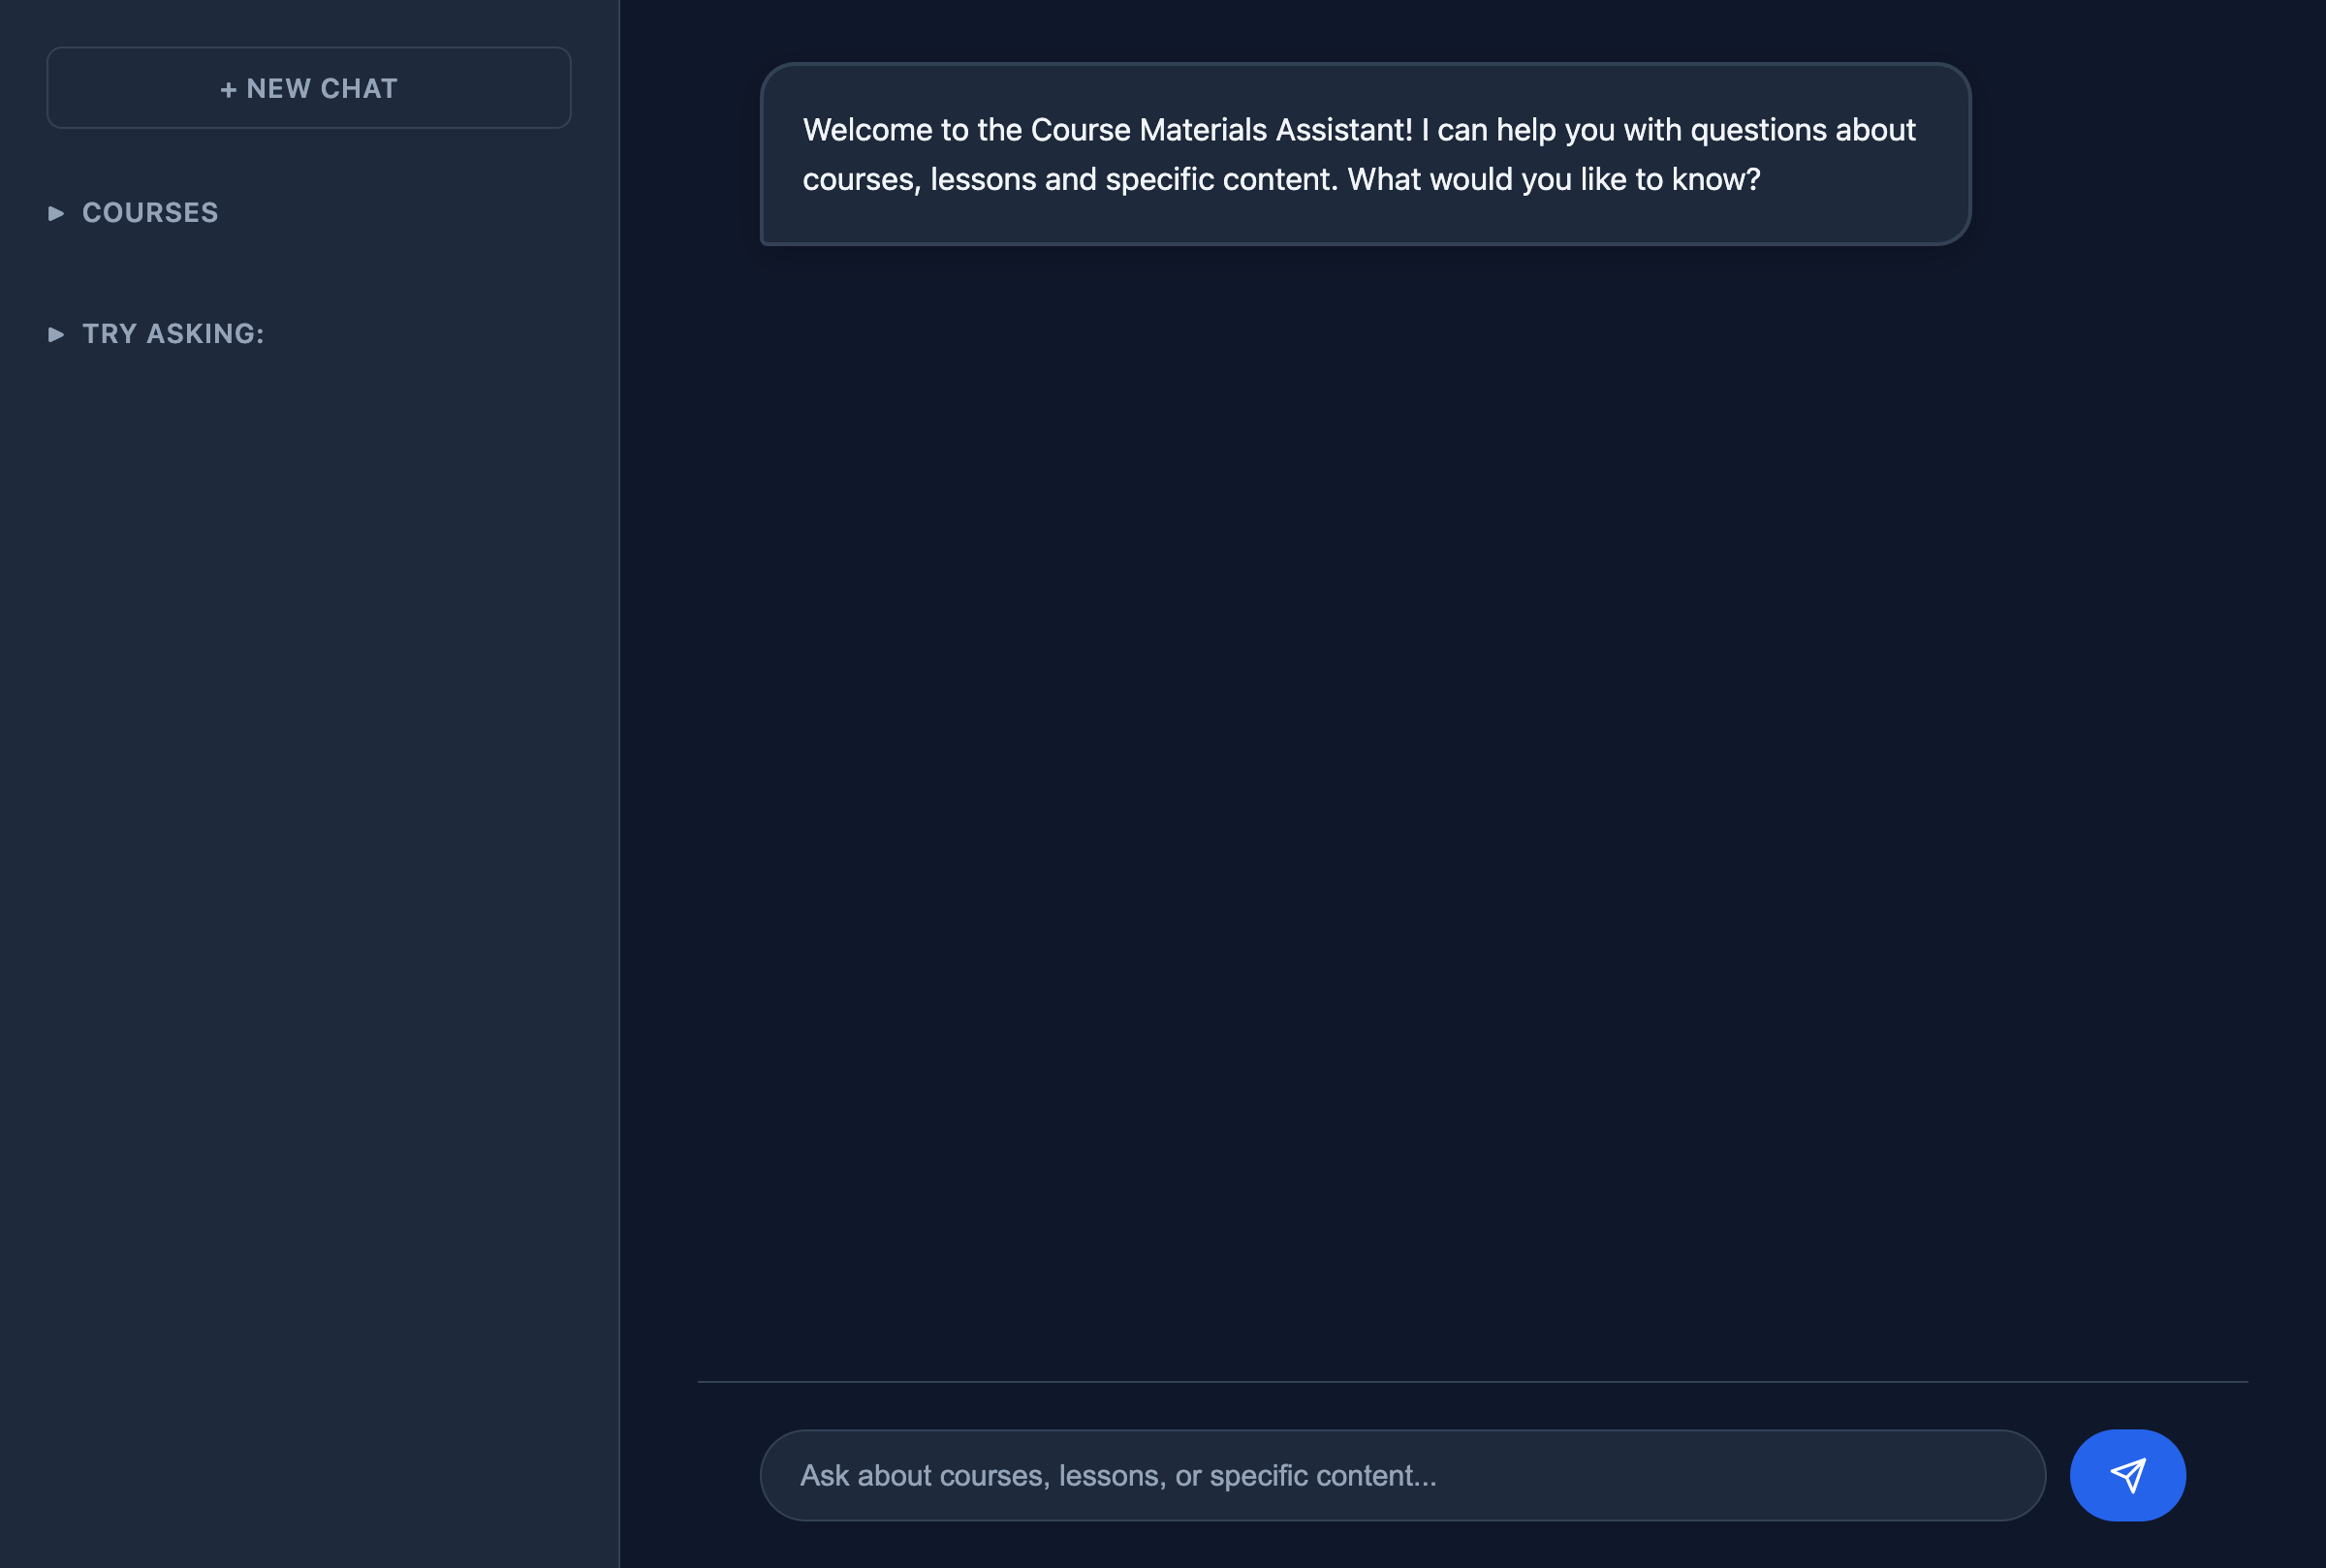 + NEW CHAT
COURSES
TRY ASKING:
Welcome to the Course Materials Assistant! I can help you with questions about
courses, lessons and specific content. What would you like to know?
Ask about courses, lessons, or specific content...